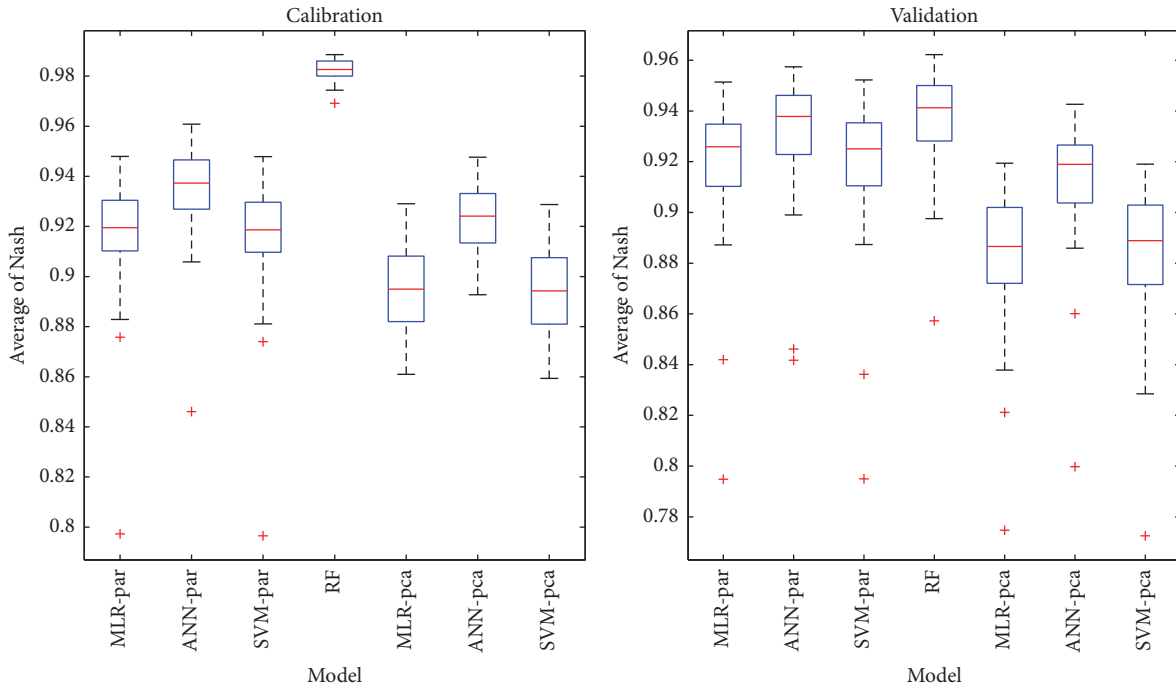 Calibration
Average of Nash
0.98
0.96
0.94
0.92
0.9
0.88
0.86
0.84
0.82
0.8
MLR-par
ANN-par
SVM-par
RF
MLR-pca
ANN-pca
SVM-pca
Model
Validation
Average of Nash
0.96
0.94
0.92
0.9
0.88
0.86
0.84
0.82
0.8
0.78
MLR-par
ANN-par
SVM-par
RF
MLR-pca
ANN-pca
SVM-pca
Model